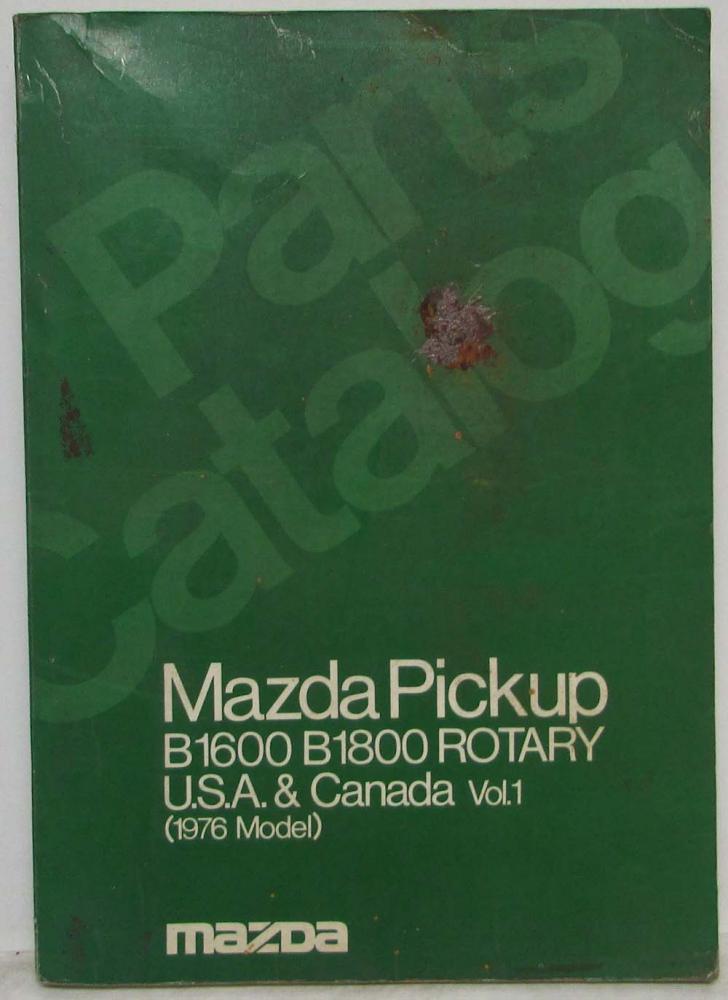 Parts
Catalog
Mazda Pickup
B1600 B1800 ROTARY
U.S.A. & Canada Vol.1
(1976 Model)
mazda